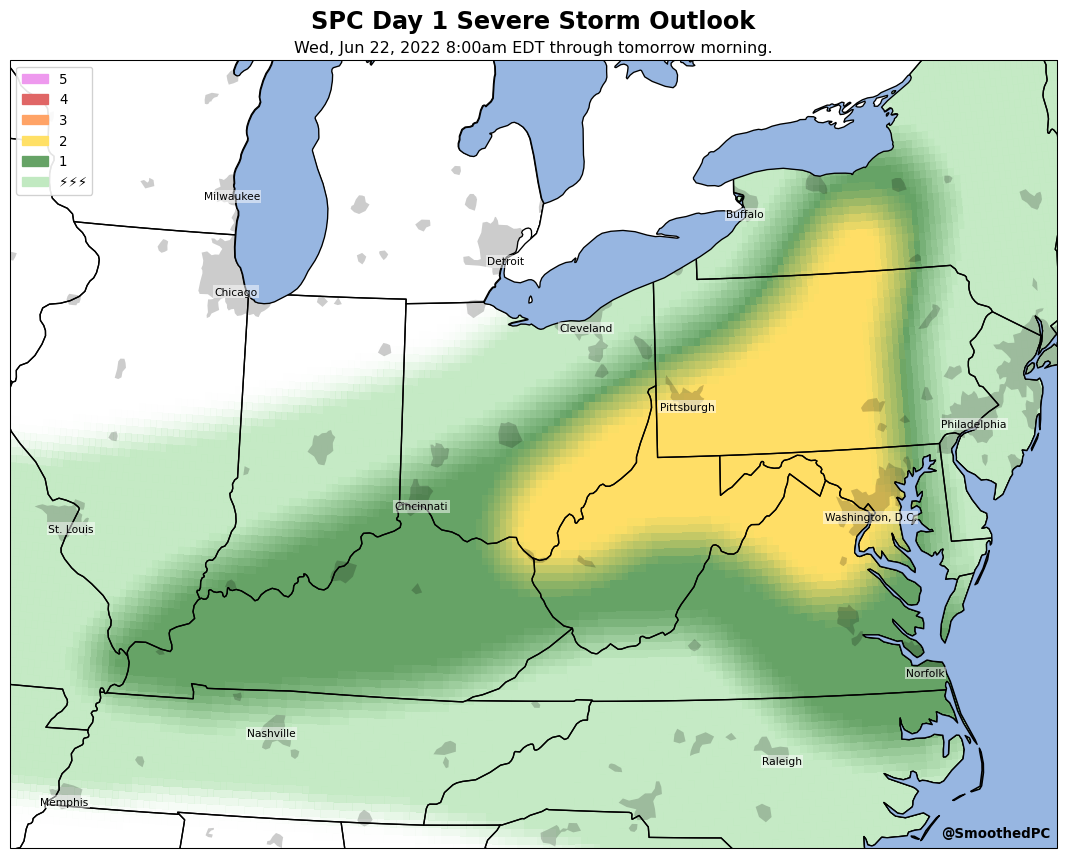 SPC Day 1 Severe Storm Outlook
Wed, Jun 22, 2022 8:00am EDT through tomorrow morning.
5
4
3
2
1
⚡⚡⚡
Milwaukee
Buffalo
Detroit
Chicago
Cleveland
Pittsburgh
Philadelphia
Cincinnati
Washington, D.C.
St. Louis
Norfolk
Nashville
Raleigh
Memphis
@SmoothedPC